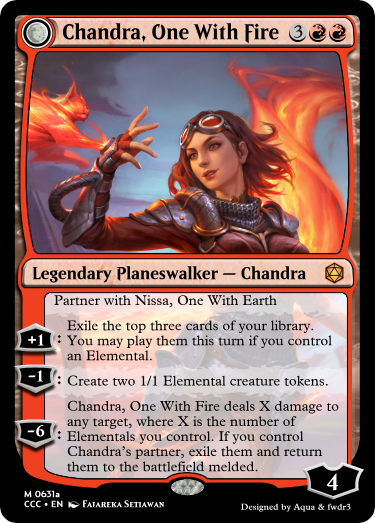 Chandra, One With Fire 3
Legendary Planeswalker — Chandra
Partner with Nissa, One With Earth
+1: Exile the top three cards of your library.
You may play them this turn if you control
an Elemental.
-1: Create two 1/1 Elemental creature tokens.
Chandra, One With Fire deals X damage to
any target, where X is the number of
-6: Elementals you control. If you control
Chandra's partner, exile them and return
them to the battlefield melded.
4
M 0631a
CCC • EN Fajareka Setiawan
Designed by Aqua & fwdr3